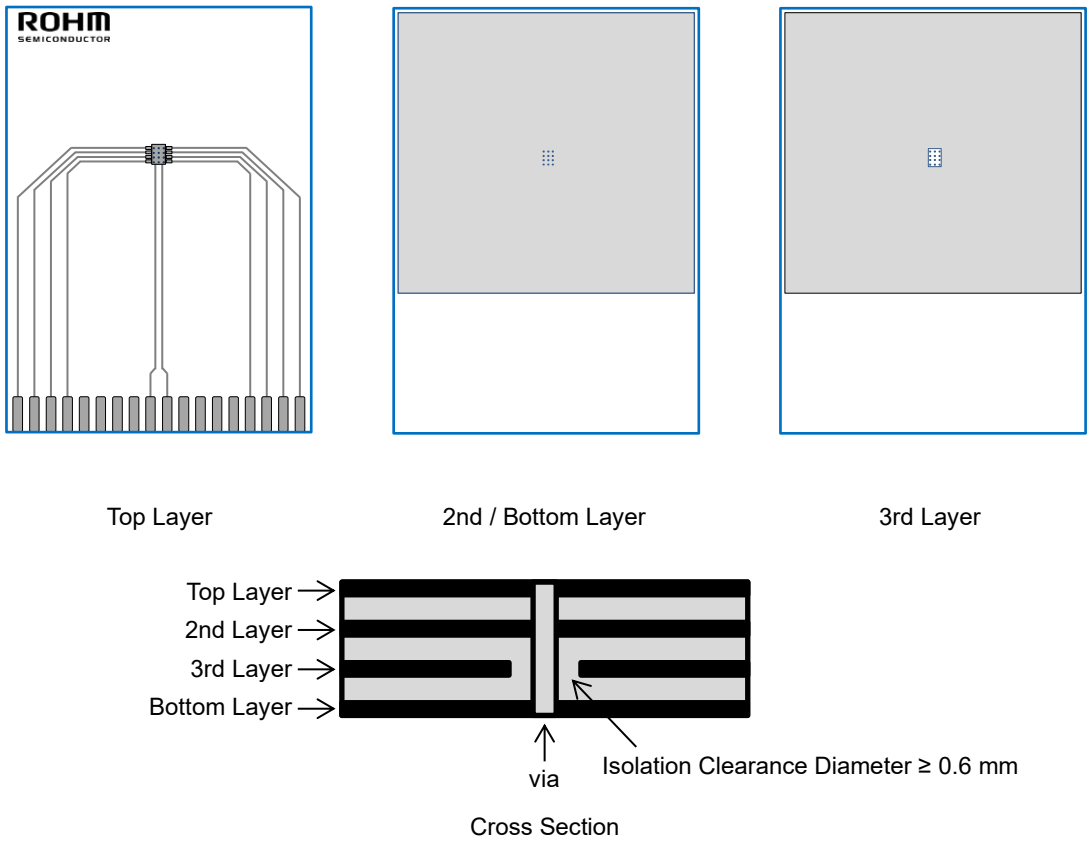 ROHM
SEMICONDUCTOR
Top Layer
2nd / Bottom Layer
3rd Layer
Top Layer
2nd Layer
3rd Layer
Bottom Layer
Isolation Clearance Diameter ≥ 0.6 mm
via
Cross Section